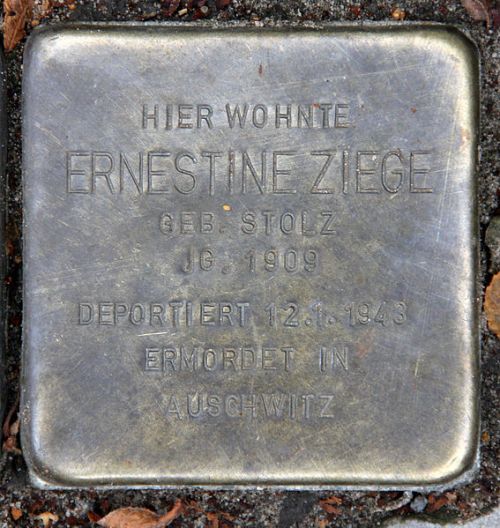 HIER WOHNTE
ERNESTINE ZIEGE
GEB. STOLZ
JG. 1909
DEPORTIERT 12.1.1943
ERMORDET IN
AUSCHWITZ